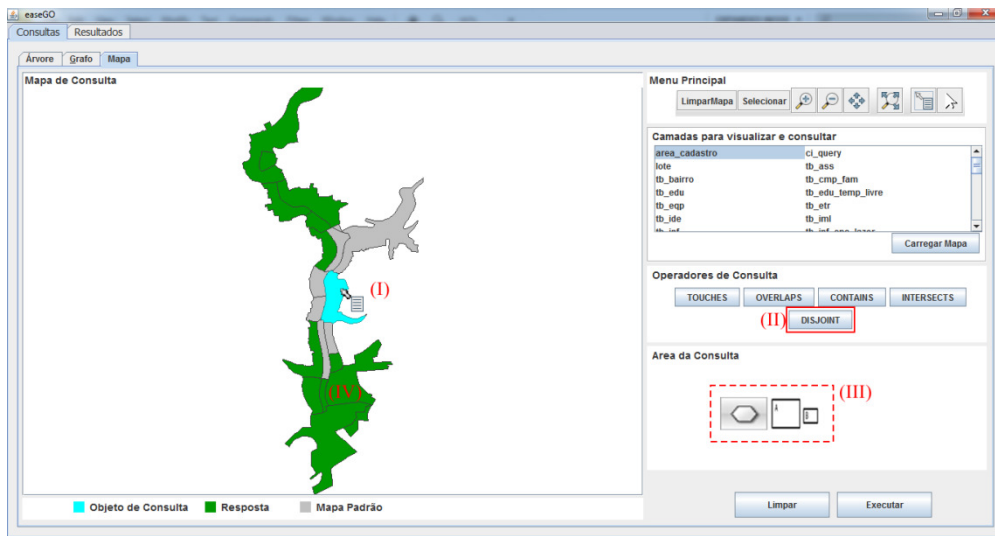 easeGO
Consultas Resultados
Árvore Grafo Mapa
Mapa de Consulta
(I)
(IV)
Objeto de Consulta Resposta Mapa Padrão
Menu Principal
LimparMapa Selecionar
Camadas para visualizar e consultar
area_cadastro ci_query
lote tb_ass
tb_bairro tb_cmp_fam
tb_edu tb_edu_temp_livre
tb_eqp tb_etr
tb_ide tb_iml
Carregar Mapa
Operadores de Consulta
TOUCHES OVERLAPS CONTAINS INTERSECTS
(II) DISJOINT
Area da Consulta
(III)
A
Limpar Executar